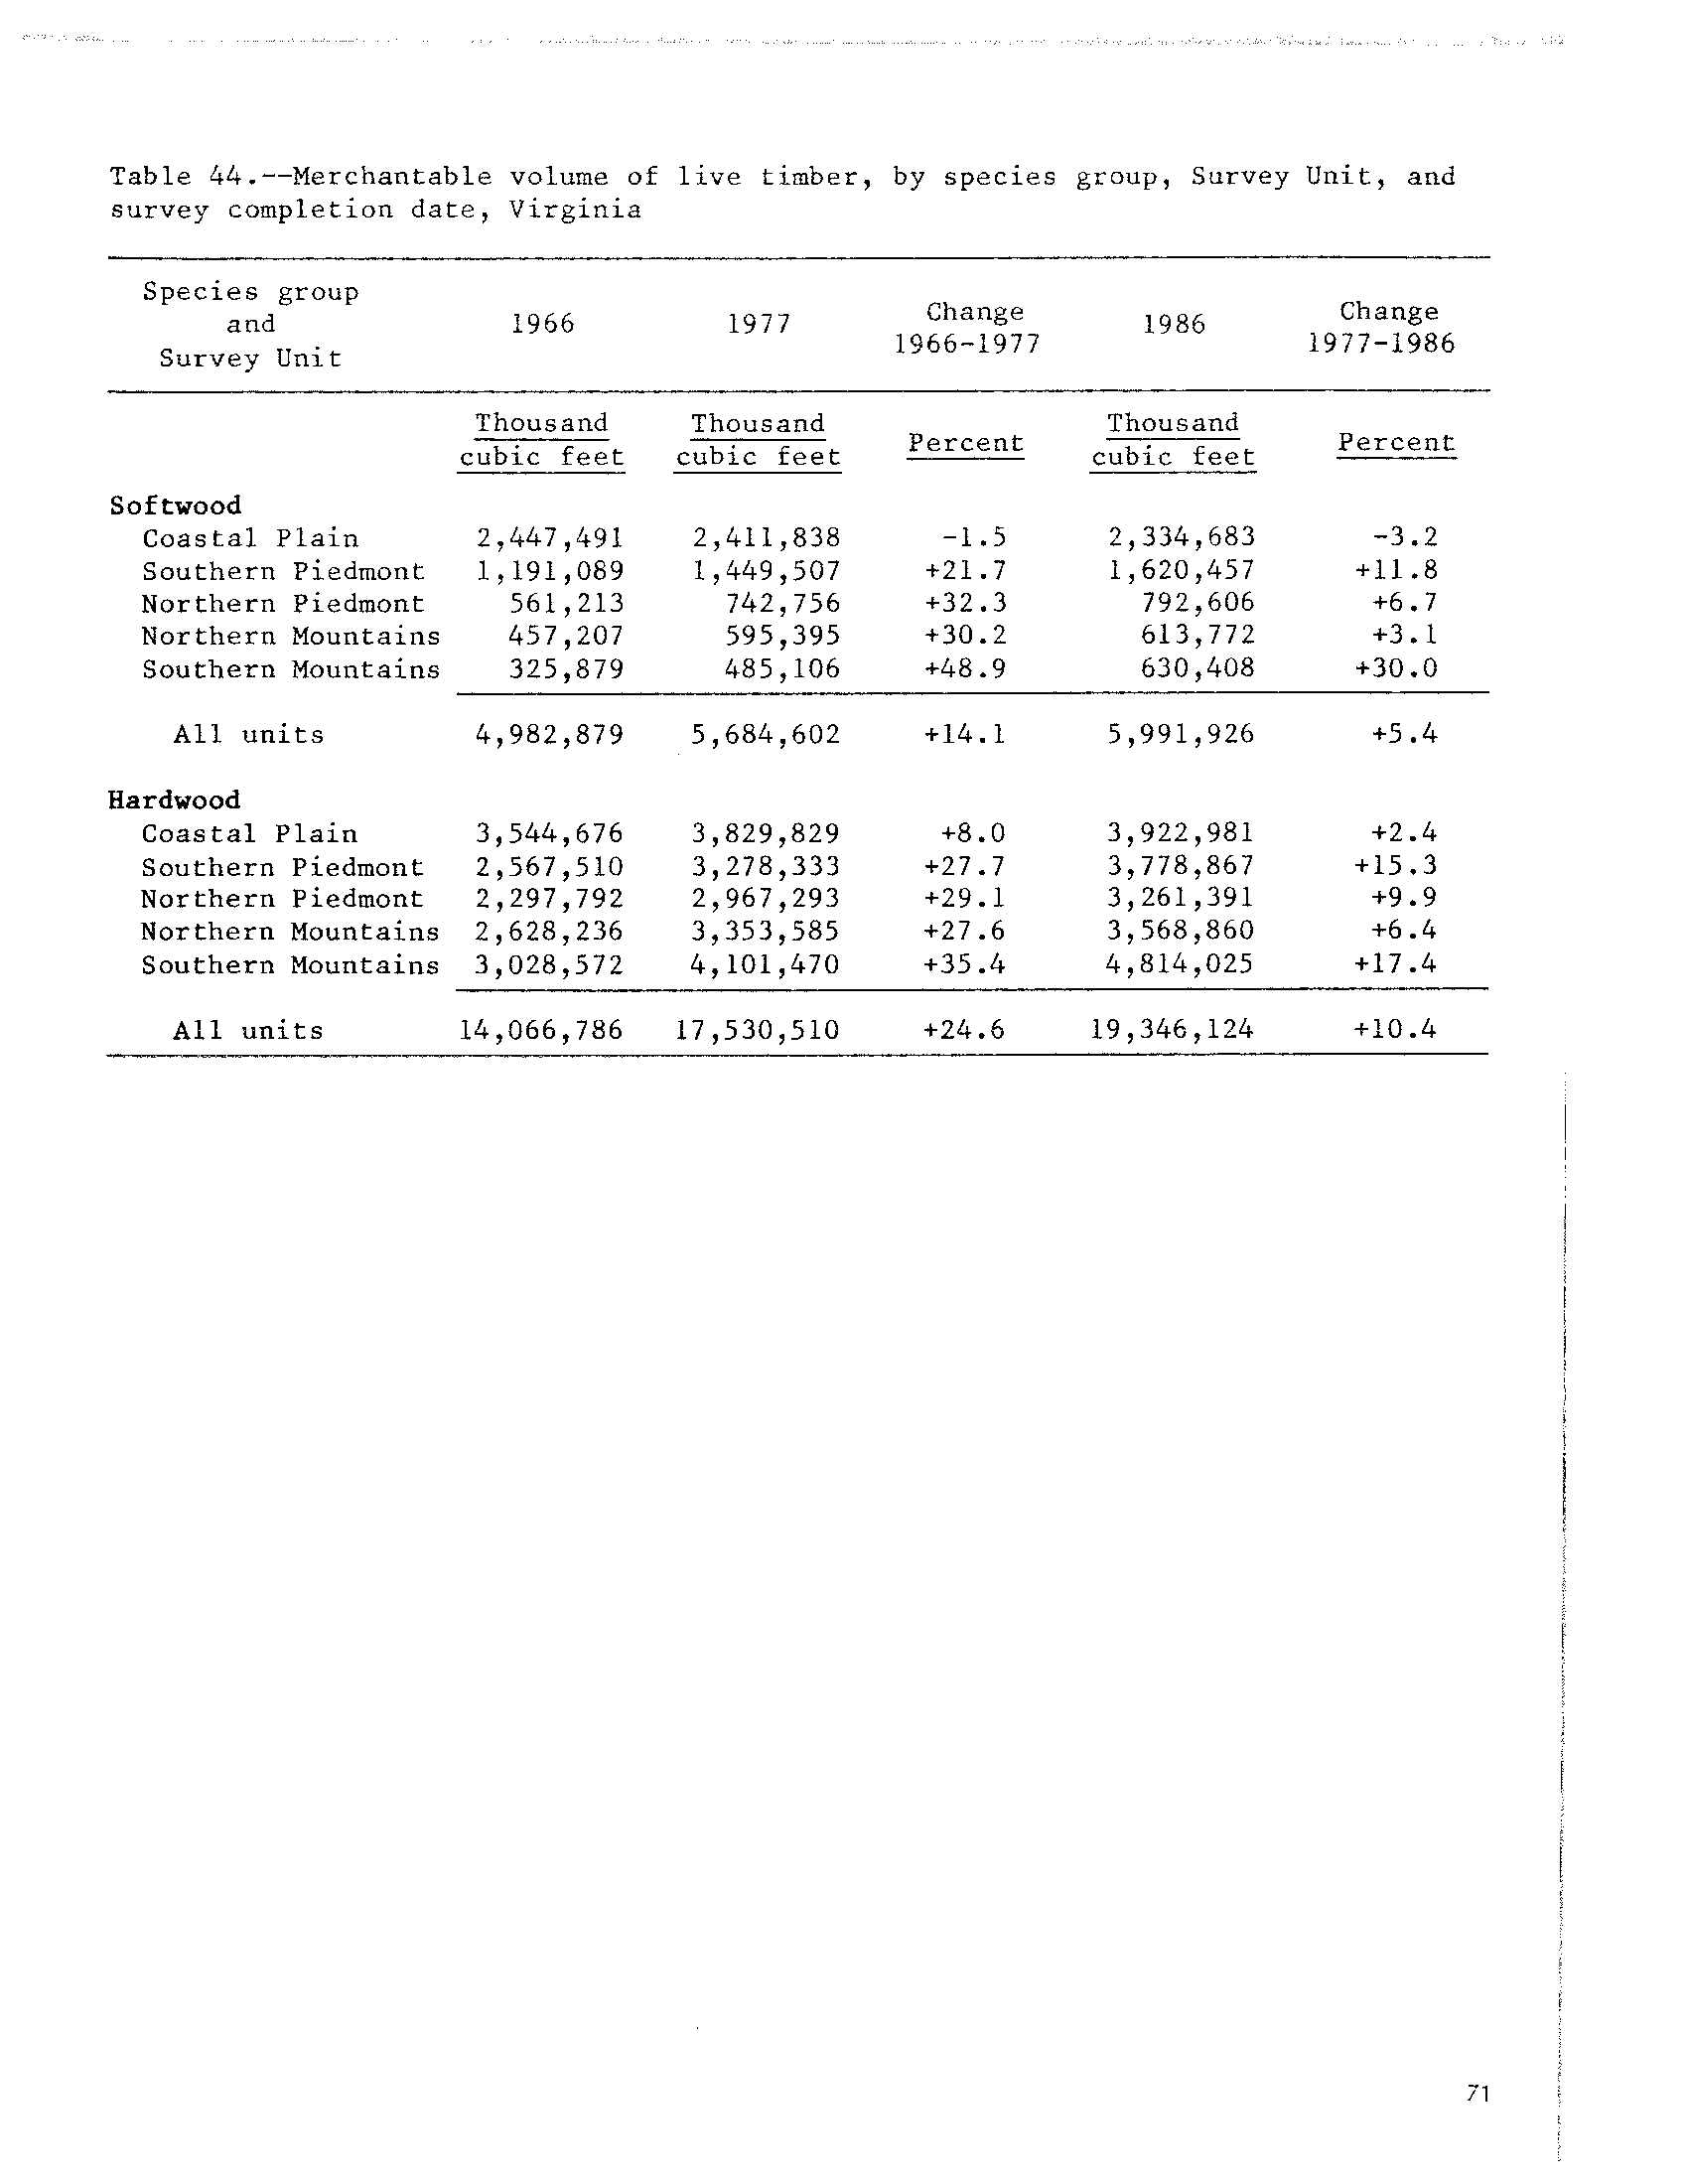 Table 44.--Merchantable volume of live timber, by species group, Survey Unit, and
survey completion date, Virginia
Species group
and
Survey Unit
1966
1977
Change
1966-1977
1986
Change
1977-1986
Thousand
cubic feet
Thousand
cubic feet
Percent
Thousand
cubic feet
Percent
Softwood
Coastal Plain 2,447,491 2,411,838 -1.5 2,334,683 -3.2
Southern Piedmont 1,191,089 1,449,507 +21.7 1,620,457 +11.8
Northern Piedmont 561,213 742,756 +32.3 792,606 +6.7
Northern Mountains 457,207 595,395 +30.2 613,772 +3.1
Southern Mountains 325,879 485,106 +48.9 630,408 +30.0
All units 4,982,879 5,684,602 +14.1 5,991,926 +5.4
Hardwood
Coastal Plain 3,544,676 3,829,829 +8.0 3,922,981 +2.4
Southern Piedmont 2,567,510 3,278,333 +27.7 3,778,867 +15.3
Northern Piedmont 2,297,792 2,967,293 +29.1 3,261,391 +9.9
Northern Mountains 2,628,236 3,353,585 +27.6 3,568,860 +6.4
Southern Mountains 3,028,572 4,101,470 +35.4 4,814,025 +17.4
All units 14,066,786 17,530,510 +24.6 19,346,124 +10.4
71